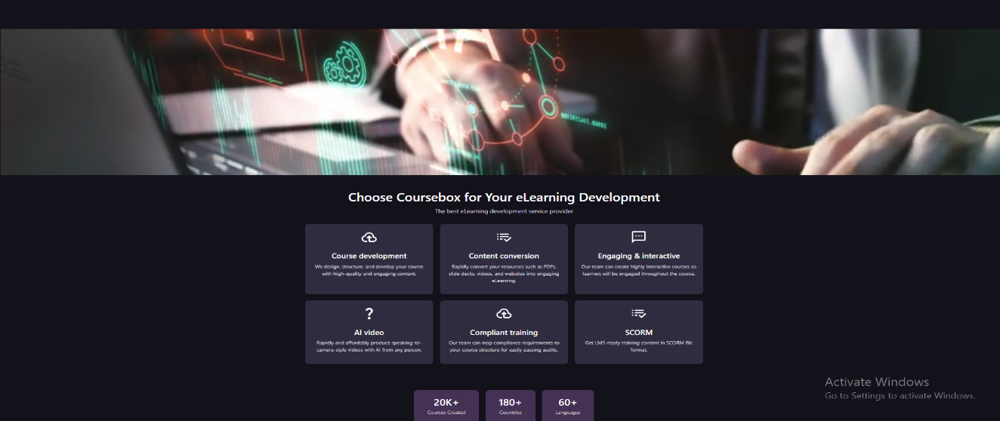 Choose Coursebox for Your eLearning Development
The best eLearning development service provider
Course development
We design, structure, and develop your course
with high-quality and engaging content.
Content conversion
Rapidly convert your resources such as PDFs,
slide decks, videos, and websites into engaging
eLearning.
Engaging & interactive
Our team can create highly interactive courses so
learners will be engaged throughout the course.
?
AI video
Rapidly and affordably produce speaking-to-
camera-style videos with AI from any person.
Compliant training
Our team can map compliance requirements to
your course structure for easily passing audits.
SCORM
Get LMS-ready training content in SCORM file
format.
20K+
Courses Created
180+
Countries
60+
Languages
Activate Windows
Go to Settings to activate Windows.